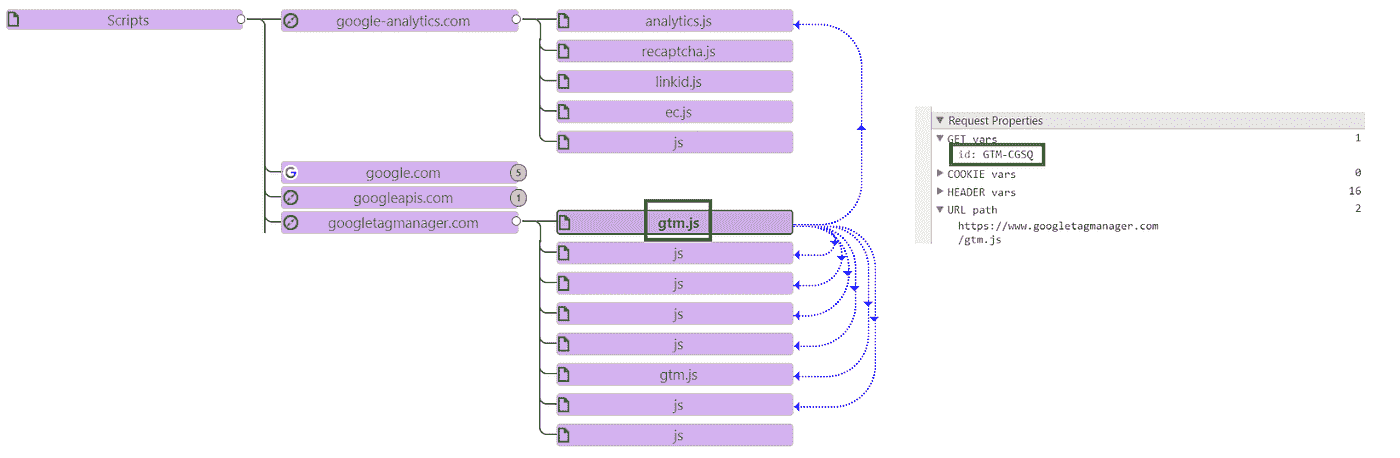 Scripts
google-analytics.com
analytics.js
recaptcha.js
linkid.js
ec.js
js
google.com
5
googleapis.com
1
googletagmanager.com
gtm.js
js
js
js
js
gtm.js
js
js
Request Properties
GET vars 1
id: GTM-CGSQ
COOKIE vars 0
HEADER vars 16
URL path 2
https://www.googletagmanager.com
/gtm.js